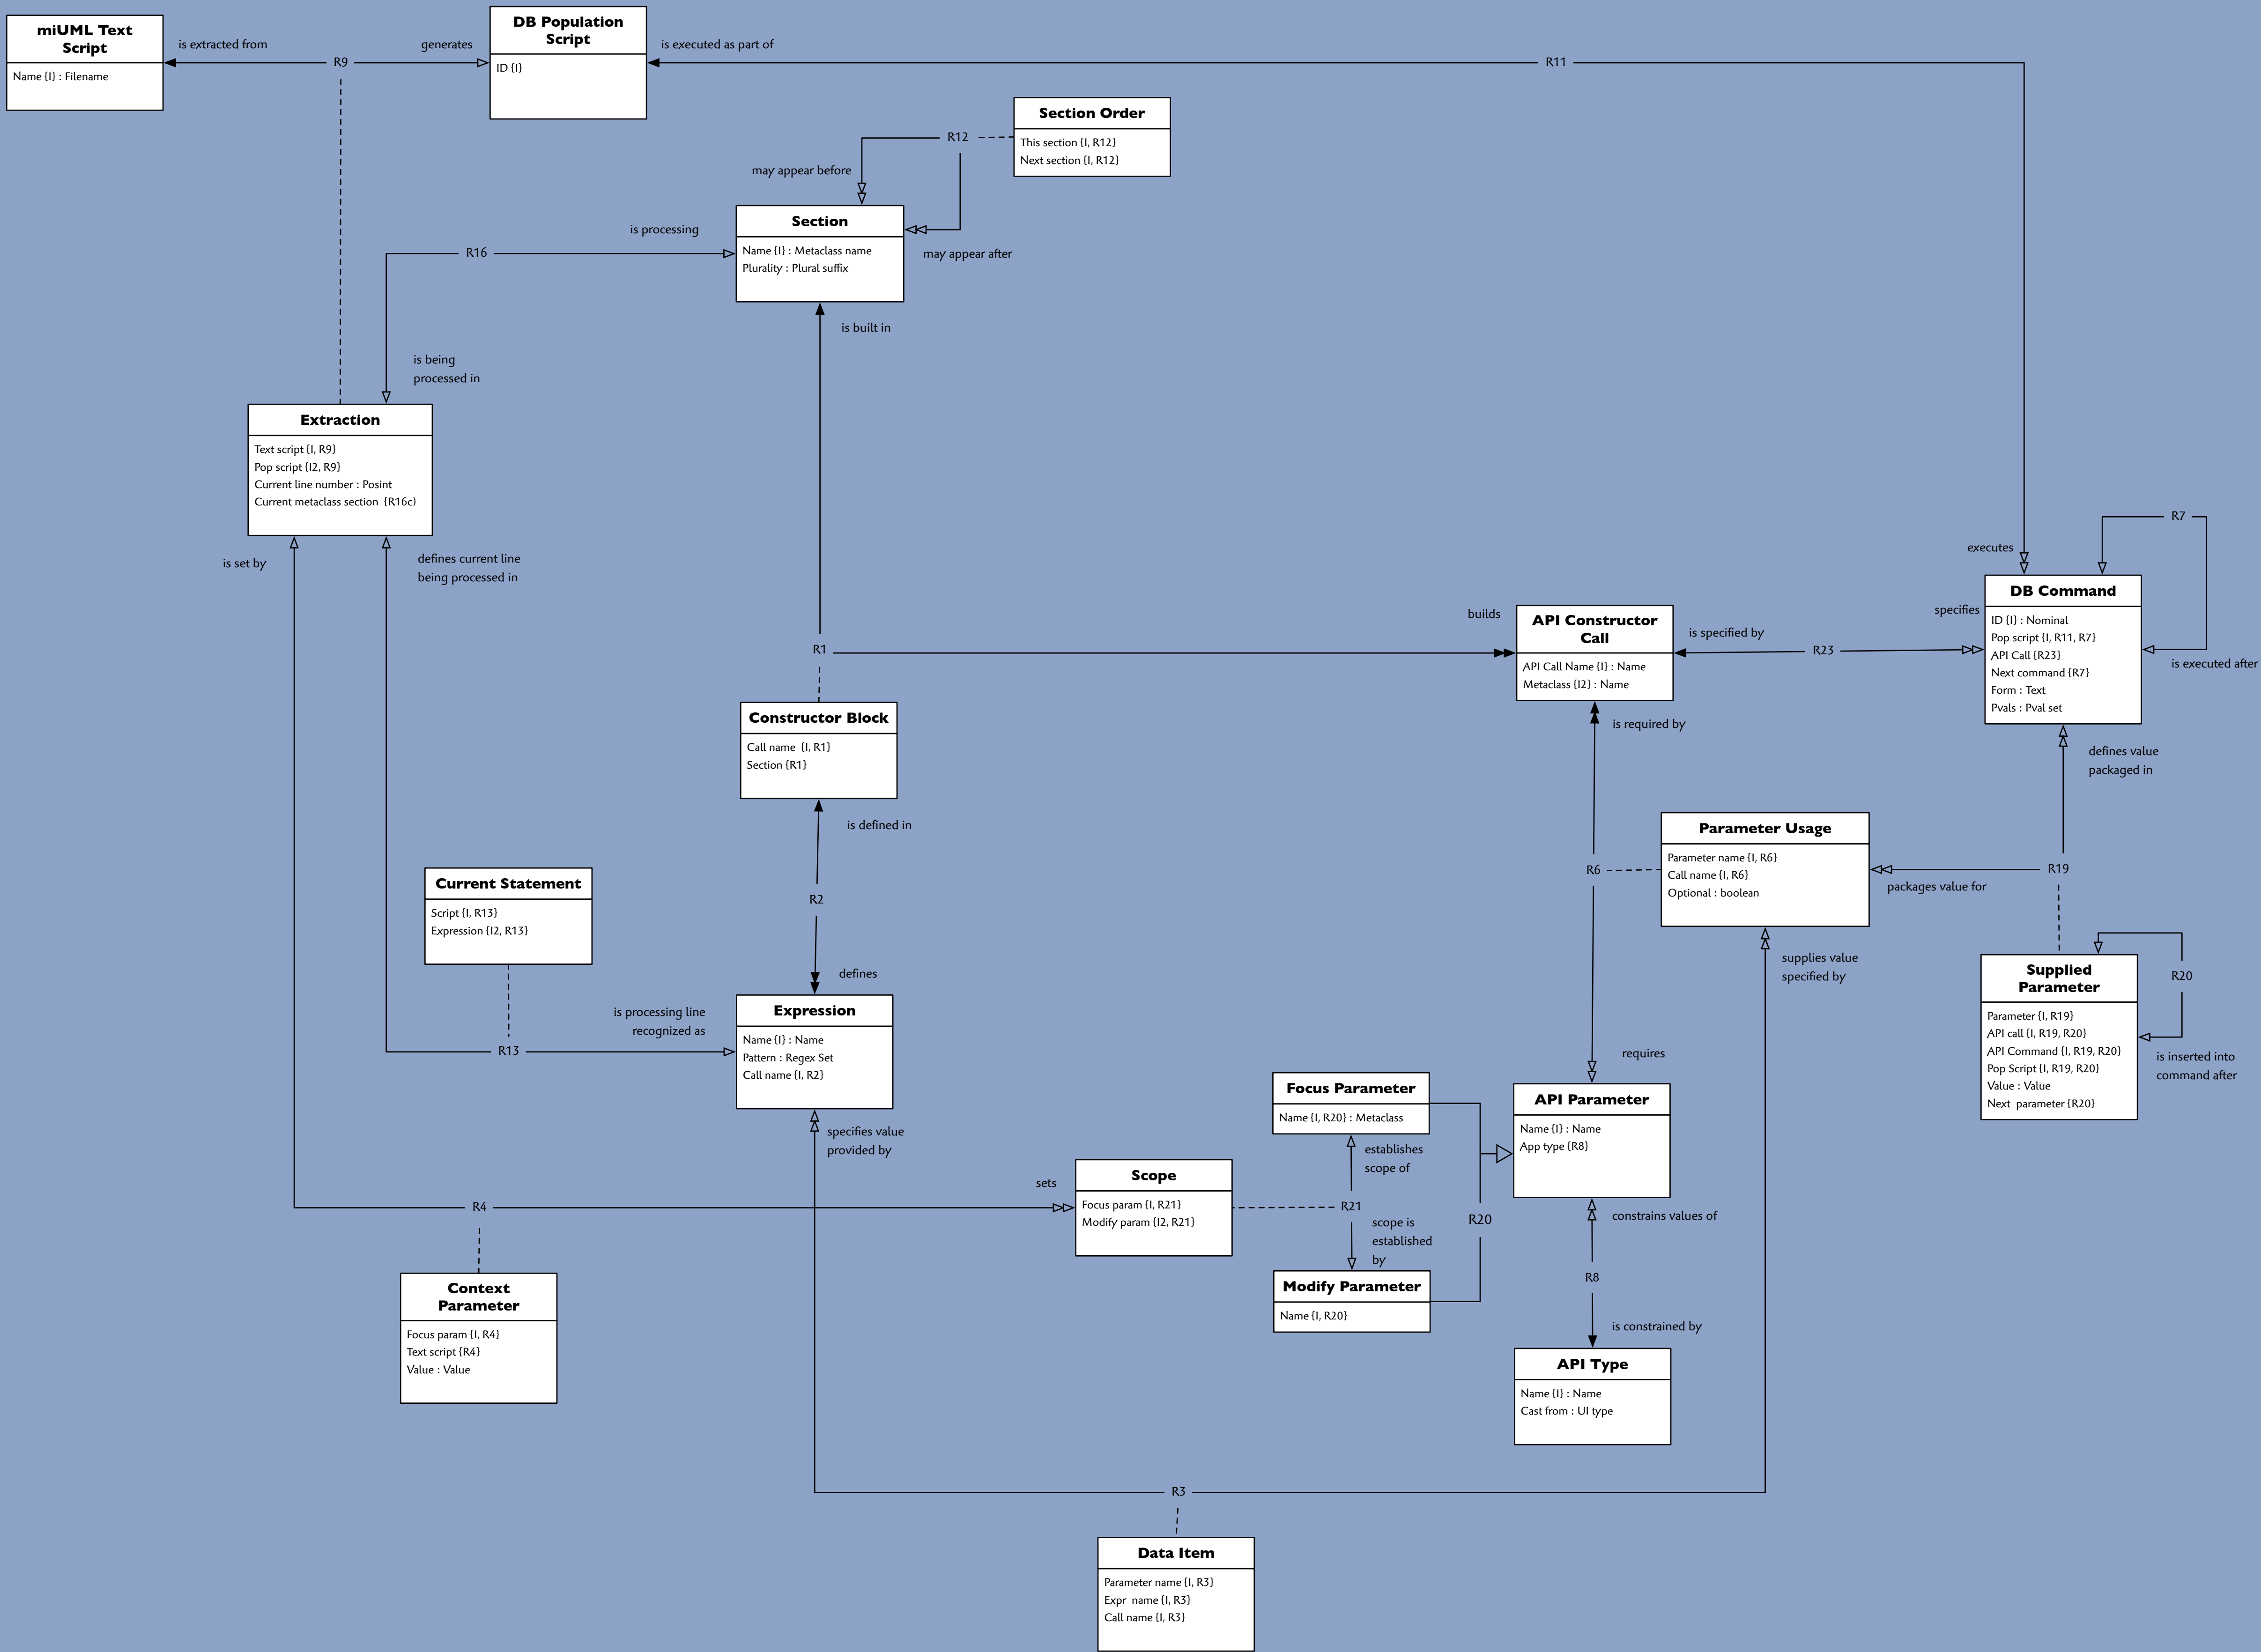 miUML Text
Script
Name {I} : Filename
is extracted from
R9
generates
DB Population
Script
ID {I}
is executed as part of
R11
Section Order
This section {I, R12}
Next section {I, R12}
R12
may appear before
may appear after
Section
Name {I} : Metaclass name
Plurality : Plural suffix
is processing
R16
is being
processed in
is built in
Extraction
Text script {I, R9}
Pop script {I2, R9}
Current line number : Posint
Current metaclass section  {R16c)
is set by
defines current line
being processed in
R1
builds
API Constructor
Call
API Call Name {I} : Name
Metaclass {I2} : Name
is specified by
R23
specifies
executes
DB Command
ID {I} : Nominal
Pop script {I, R11, R7}
API Call {R23}
Next command {R7}
Form : Text
Pvals : Pval set
R7
is executed after
Constructor Block
Call name  {I, R1}
Section {R1}
is defined in
R2
defines
is required by
R6
requires
defines value
packaged in
Parameter Usage
Parameter name {I, R6}
Call name {I, R6}
Optional : boolean
packages value for
R19
supplies value
specified by
Current Statement
Script {I, R13}
Expression {I2, R13}
R13
is processing line
recognized as
Expression
Name {I} : Name
Pattern : Regex Set
Call name {I, R2}
specifies value
provided by
Supplied
Parameter
Parameter {I, R19}
API call {I, R19, R20}
API Command {I, R19, R20}
Pop Script {I, R19, R20}
Value : Value
Next  parameter {R20}
R20
is inserted into
command after
Focus Parameter
Name {I, R20} : Metaclass
establishes
scope of
API Parameter
Name {I} : Name
App type {R8}
Scope
Focus param {I, R21}
Modify param {I2, R21}
sets
R4
R21
scope is
established
by
R20
Modify Parameter
Name {I, R20}
constrains values of
R8
is constrained by
API Type
Name {I} : Name
Cast from : UI type
Context
Parameter
Focus param {I, R4}
Text script {R4}
Value : Value
R3
Data Item
Parameter name {I, R3}
Expr  name {I, R3}
Call name {I, R3}